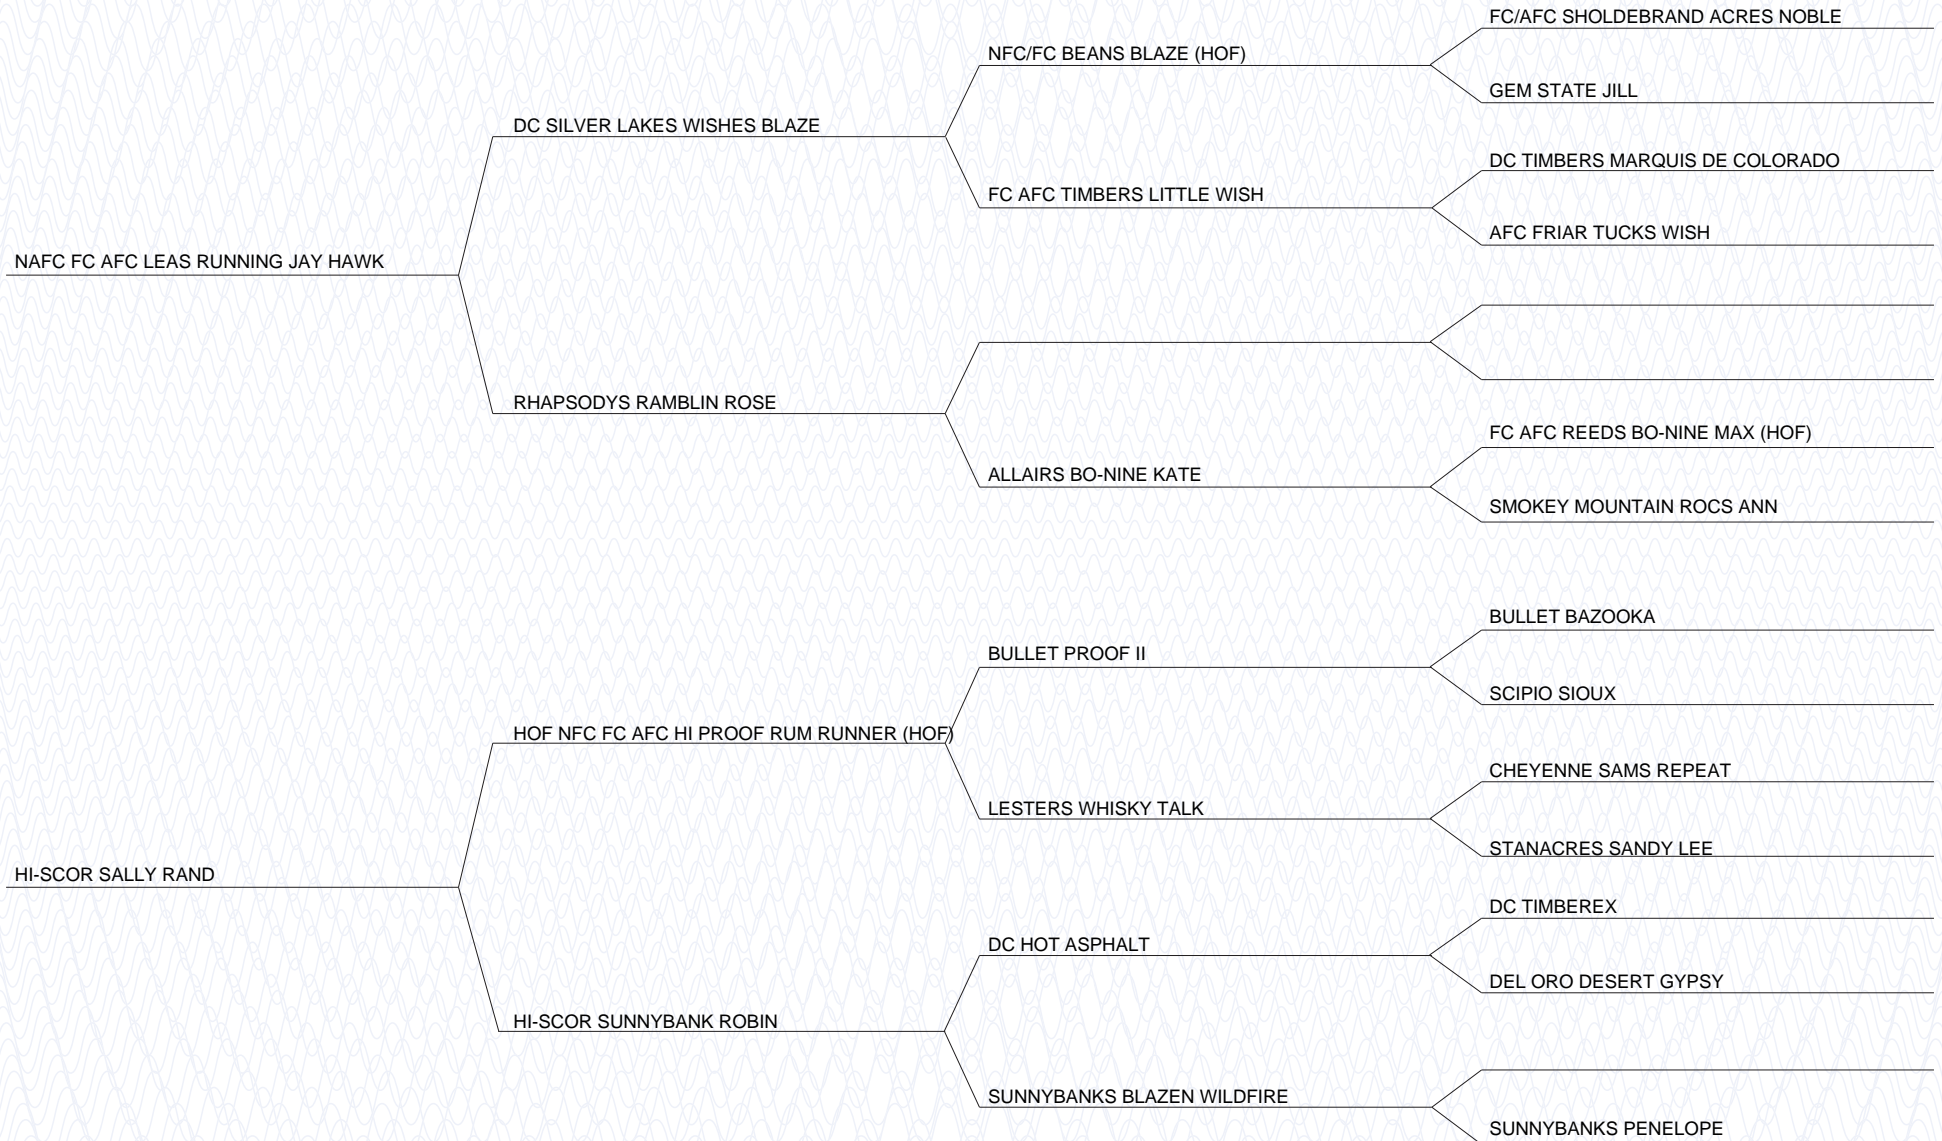 FC/AFC SHOLDEBRAND ACRES NOBLE
NFC/FC BEANS BLAZE (HOF)
GEM STATE JILL
DC SILVER LAKES WISHES BLAZE
DC TIMBERS MARQUIS DE COLORADO
FC AFC TIMBERS LITTLE WISH
AFC FRIAR TUCKS WISH
NAFC FC AFC LEAS RUNNING JAY HAWK
RHAPSODYS RAMBLIN ROSE
FC AFC REEDS BO-NINE MAX (HOF)
ALLAIRS BO-NINE KATE
SMOKEY MOUNTAIN ROCS ANN
BULLET BAZOOKA
BULLET PROOF II
SCIPIO SIOUX
HOF NFC FC AFC HI PROOF RUM RUNNER (HOF)
CHEYENNE SAMS REPEAT
LESTERS WHISKY TALK
STANACRES SANDY LEE
HI-SCOR SALLY RAND
DC TIMBEREX
DC HOT ASPHALT
DEL ORO DESERT GYPSY
HI-SCOR SUNNYBANK ROBIN
SUNNYBANKS BLAZEN WILDFIRE
SUNNYBANKS PENELOPE